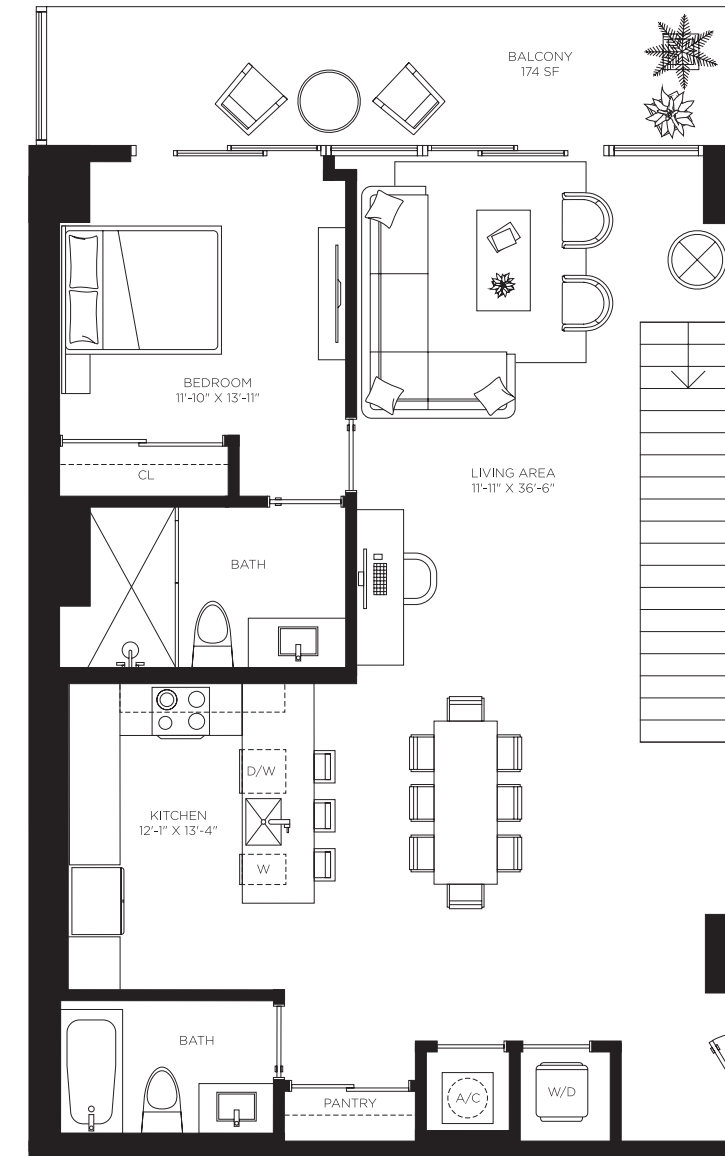 BALCONY
174 SF
BEDROOM
11'-10" X 13'-11"
CL
LIVING AREA
11'-11" X 36'-6"
BATH
D/W
KITCHEN
12'-1" X 13'-4"
W
BATH
PANTRY
A/C
W/D